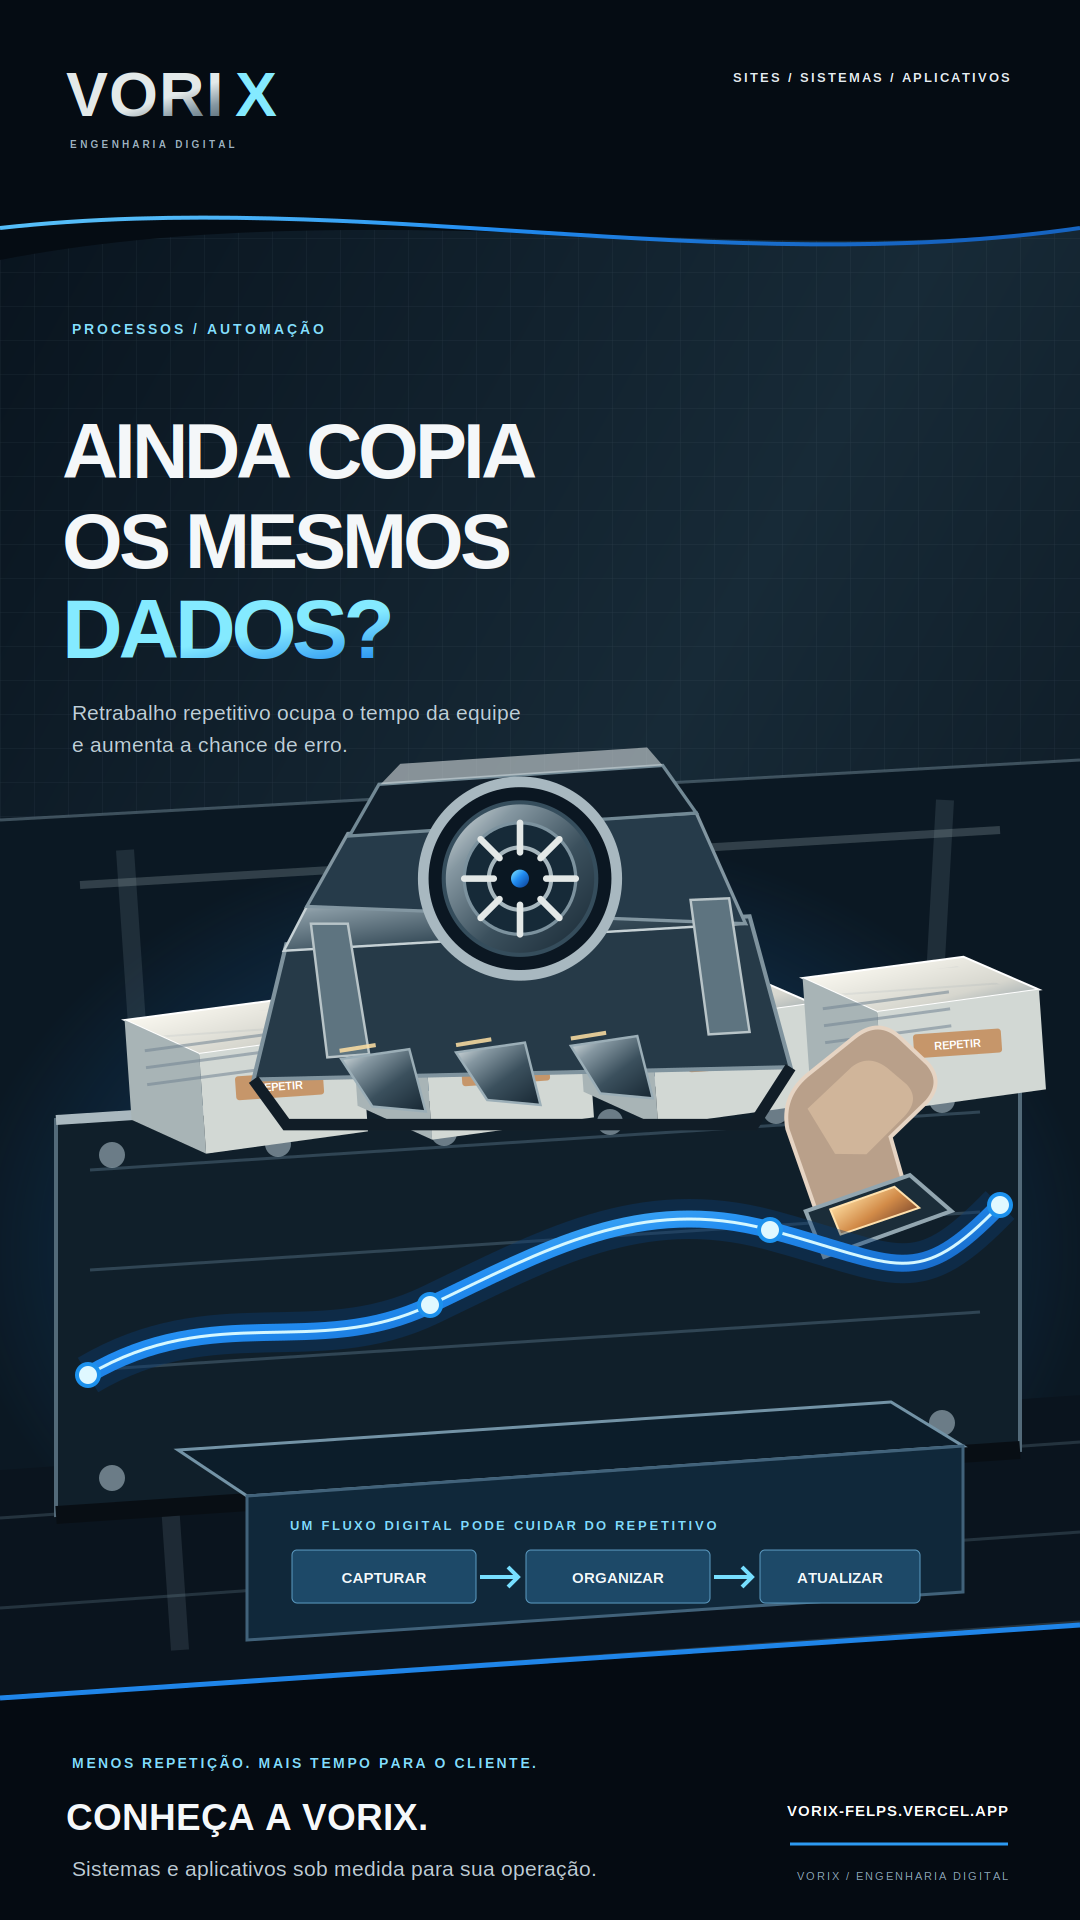 VORIX
SITES / SISTEMAS / APLICATIVOS
ENGENHARIA DIGITAL
PROCESSOS / AUTOMAÇÃO
AINDA COPIA
OS MESMOS
DADOS?
Retrabalho repetitivo ocupa o tempo da equipe
e aumenta a chance de erro.
REPETIR
EPETIR
UM FLUXO DIGITAL PODE CUIDAR DO REPETITIVO
CAPTURAR
ORGANIZAR
ATUALIZAR
MENOS REPETIÇÃO. MAIS TEMPO PARA O CLIENTE.
CONHEÇA A VORIX.
Sistemas e aplicativos sob medida para sua operação.
VORIX-FELPS.VERCEL.APP
VORIX / ENGENHARIA DIGITAL